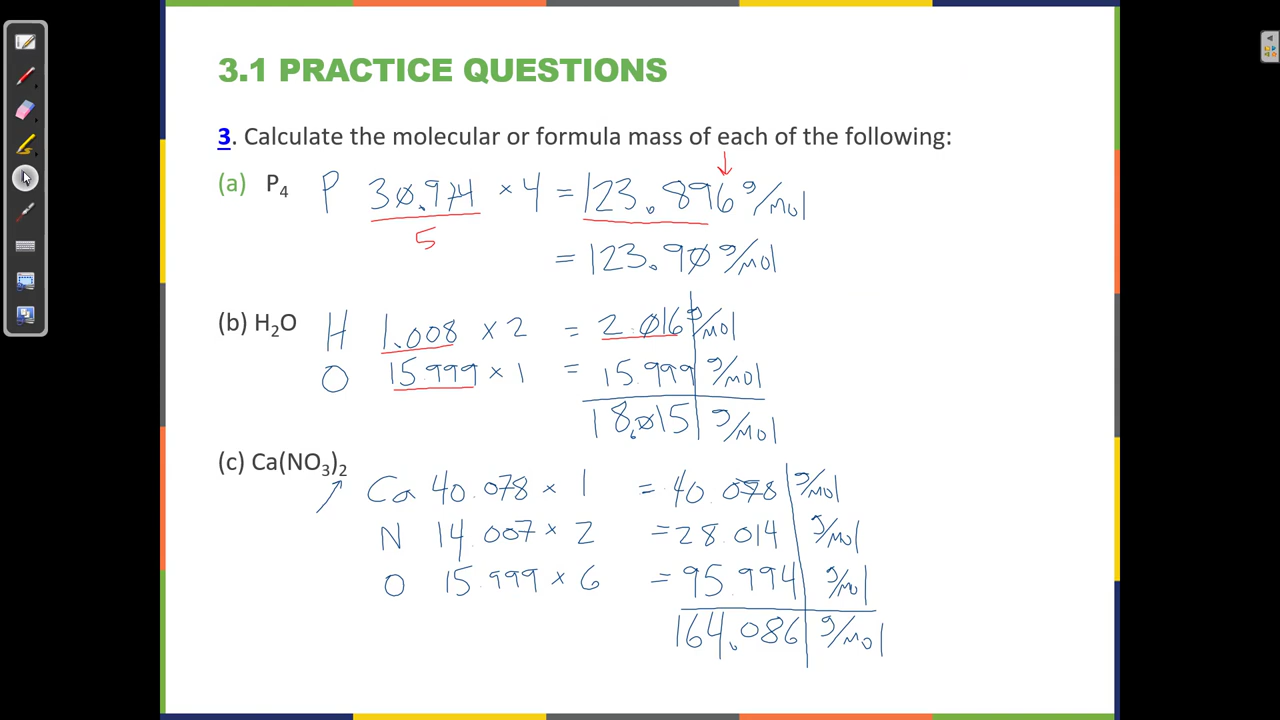 3.1 PRACTICE QUESTIONS
3. Calculate the molecular or formula mass of each of the following:
(a) P₄ P 30.974 × 4 = 123.896 g/mol
5
= 123.90 g/mol
(b) H₂O H 1.008 × 2 = 2.016 g/mol
O 15.999 × 1 = 15.999 g/mol
18.015 g/mol
(c) Ca(NO₃)₂
Ca 40.078 × 1 = 40.078 g/mol
N 14.007 × 2 = 28.014 g/mol
O 15.999 × 6 = 95.994 g/mol
164.086 g/mol